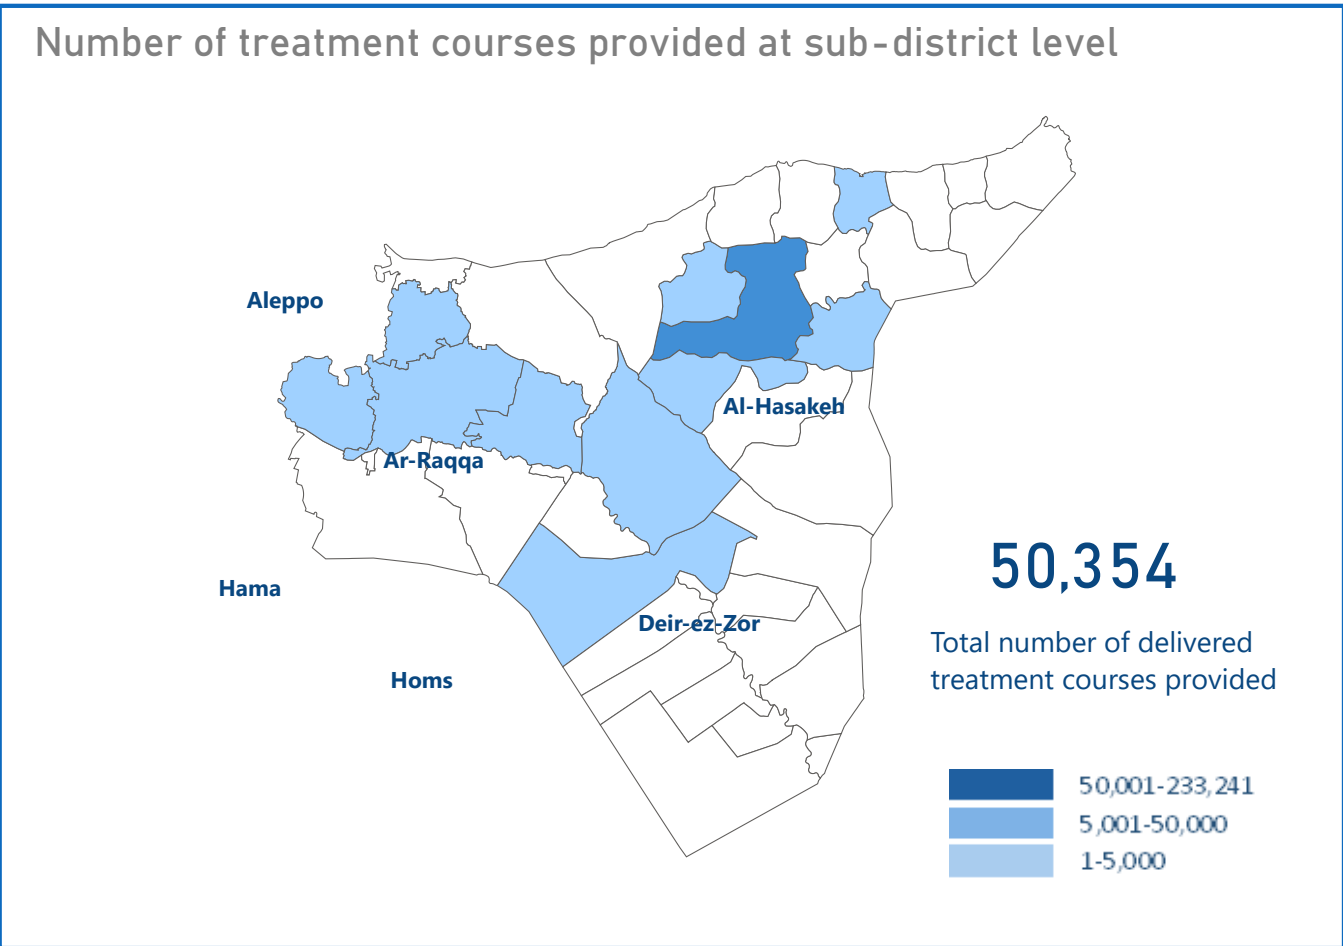 Number of treatment courses provided at sub-district level
Aleppo
Al-Hasakeh
Ar-Raqqa
Hama
Deir-ez-Zor
Homs
50,354
Total number of delivered
treatment courses provided
50,001-233,241
5,001-50,000
1-5,000